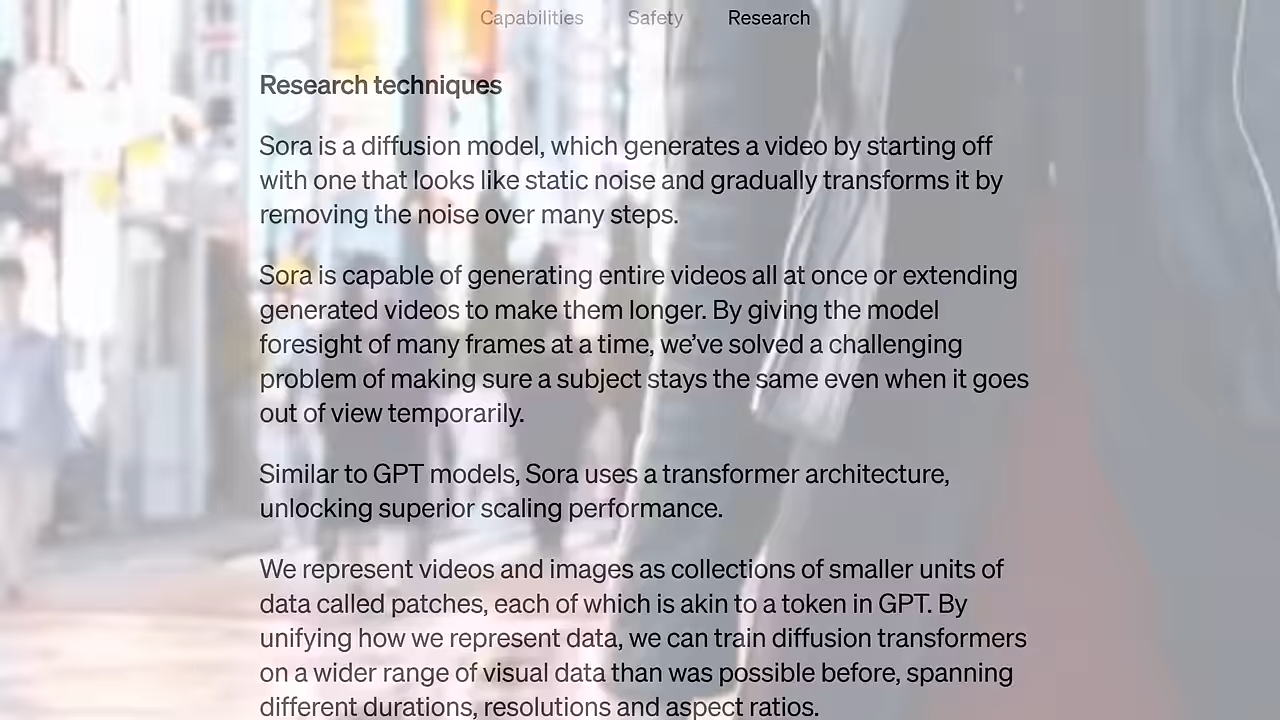 Capabilities Safety Research
Research techniques
Sora is a diffusion model, which generates a video by starting off
with one that looks like static noise and gradually transforms it by
removing the noise over many steps.
Sora is capable of generating entire videos all at once or extending
generated videos to make them longer. By giving the model
foresight of many frames at a time, we’ve solved a challenging
problem of making sure a subject stays the same even when it goes
out of view temporarily.
Similar to GPT models, Sora uses a transformer architecture,
unlocking superior scaling performance.
We represent videos and images as collections of smaller units of
data called patches, each of which is akin to a token in GPT. By
unifying how we represent data, we can train diffusion transformers
on a wider range of visual data than was possible before, spanning
different durations, resolutions and aspect ratios.